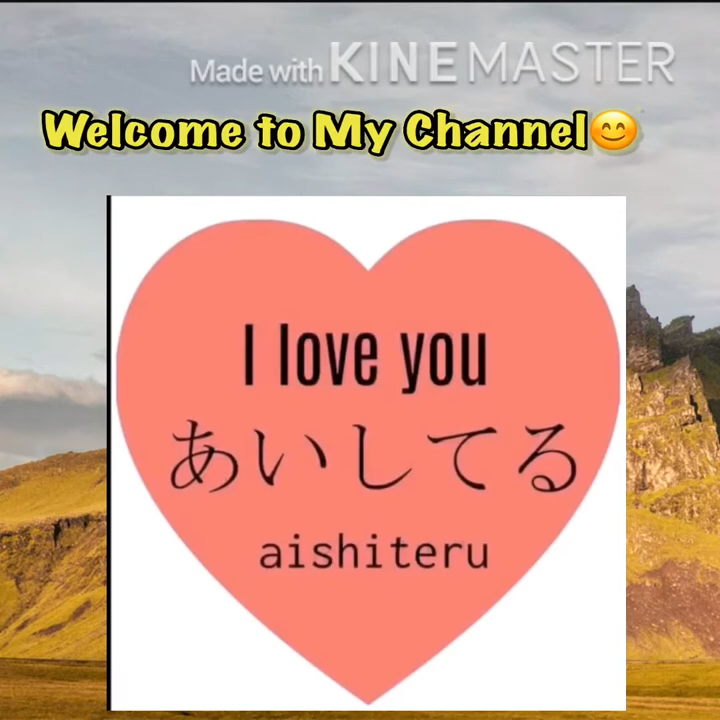 Made with KINEMASTER
Welcome to My Channel😊
I love you
あいしてる
aishiteru